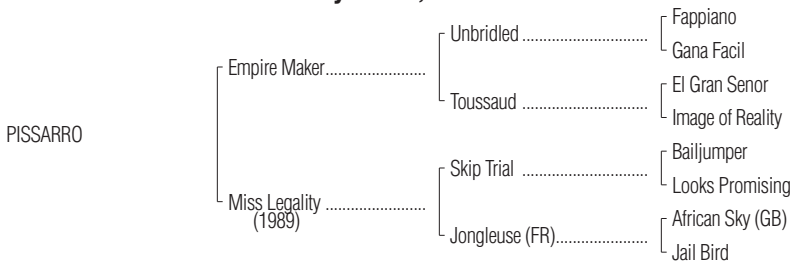 Fappiano
Unbridled ..............................
Gana Facil
Empire Maker........................
El Gran Senor
Toussaud ..............................
Image of Reality
PISSARRO
Bailjumper
Skip Trial ..............................
Looks Promising
Miss Legality ........................
(1989)
African Sky (GB)
Jongleuse (FR)......................
Jail Bird